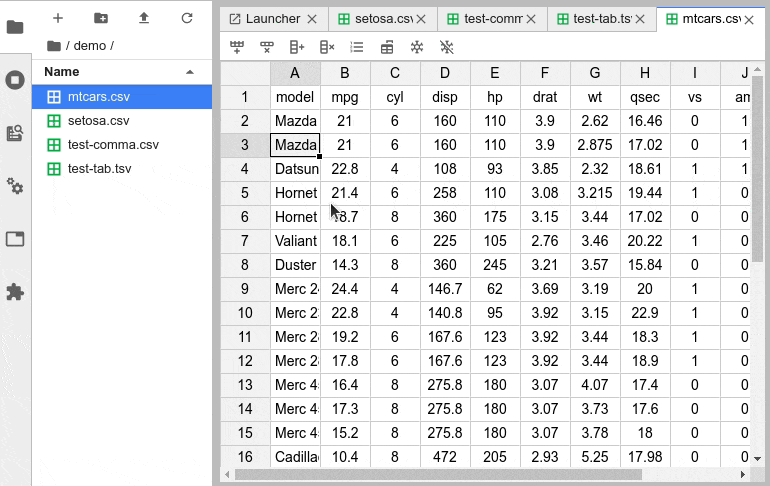 Launcher
setosa.csv
test-comm
test-tab.ts
mtcars.csv
/ demo /
Name
mtcars.csv
setosa.csv
test-comma.csv
test-tab.tsv
A B C D E F G H I J
1 model mpg cyl disp hp drat wt qsec vs am
2 Mazda 21 6 160 110 3.9 2.62 16.46 0 1
3 Mazda 21 6 160 110 3.9 2.875 17.02 0 1
4 Datsun 22.8 4 108 93 3.85 2.32 18.61 1 1
5 Hornet 21.4 6 258 110 3.08 3.215 19.44 1 0
6 Hornet 8.7 8 360 175 3.15 3.44 17.02 0 0
7 Valiant 18.1 6 225 105 2.76 3.46 20.22 1 0
8 Duster 14.3 8 360 245 3.21 3.57 15.84 0 0
9 Merc 2 24.4 4 146.7 62 3.69 3.19 20 1 0
10 Merc 2 22.8 4 140.8 95 3.92 3.15 22.9 1 0
11 Merc 2 19.2 6 167.6 123 3.92 3.44 18.3 1 0
12 Merc 2 17.8 6 167.6 123 3.92 3.44 18.9 1 0
13 Merc 4 16.4 8 275.8 180 3.07 4.07 17.4 0 0
14 Merc 4 17.3 8 275.8 180 3.07 3.73 17.6 0 0
15 Merc 4 15.2 8 275.8 180 3.07 3.78 18 0 0
16 Cadilla 10.4 8 472 205 2.93 5.25 17.98 0 0